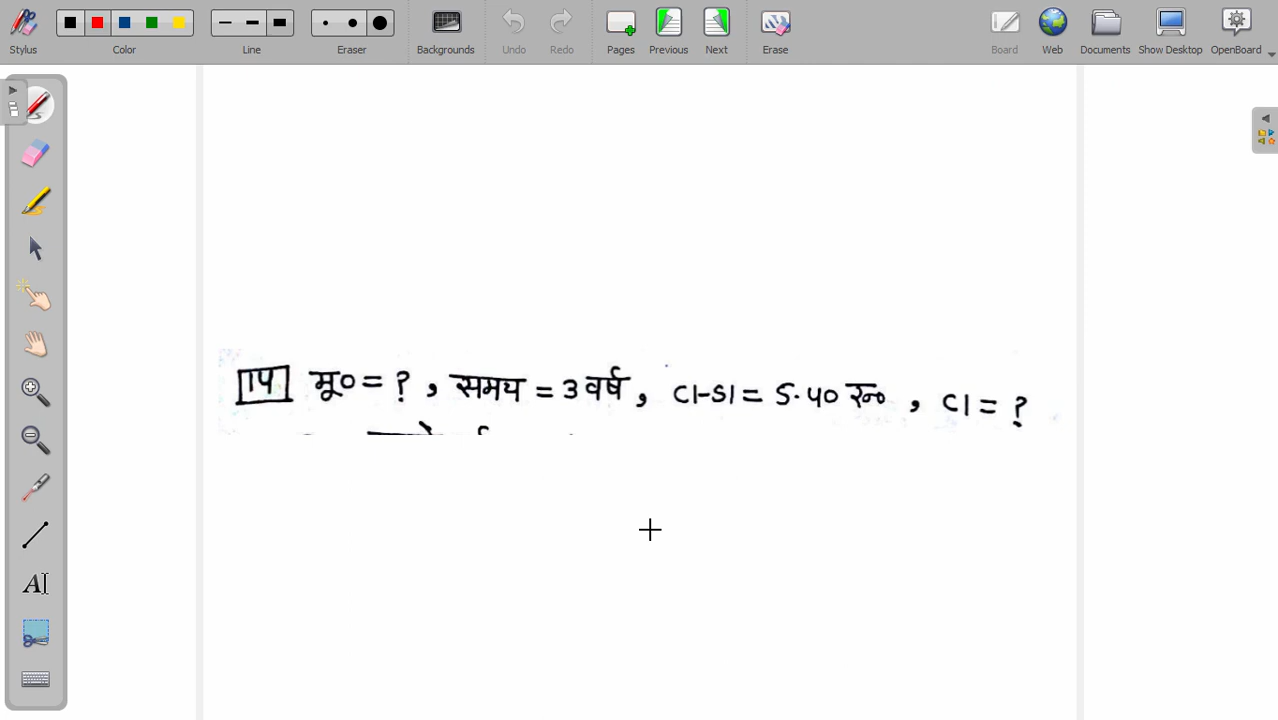 Stylus Color Line Eraser Backgrounds Undo Redo Pages Previous Next Erase Board Web Documents Show Desktop OpenBoard
14 मू० = ? , समय = 3 वर्ष , CI-SI = 5.40 रू० , CI = ?